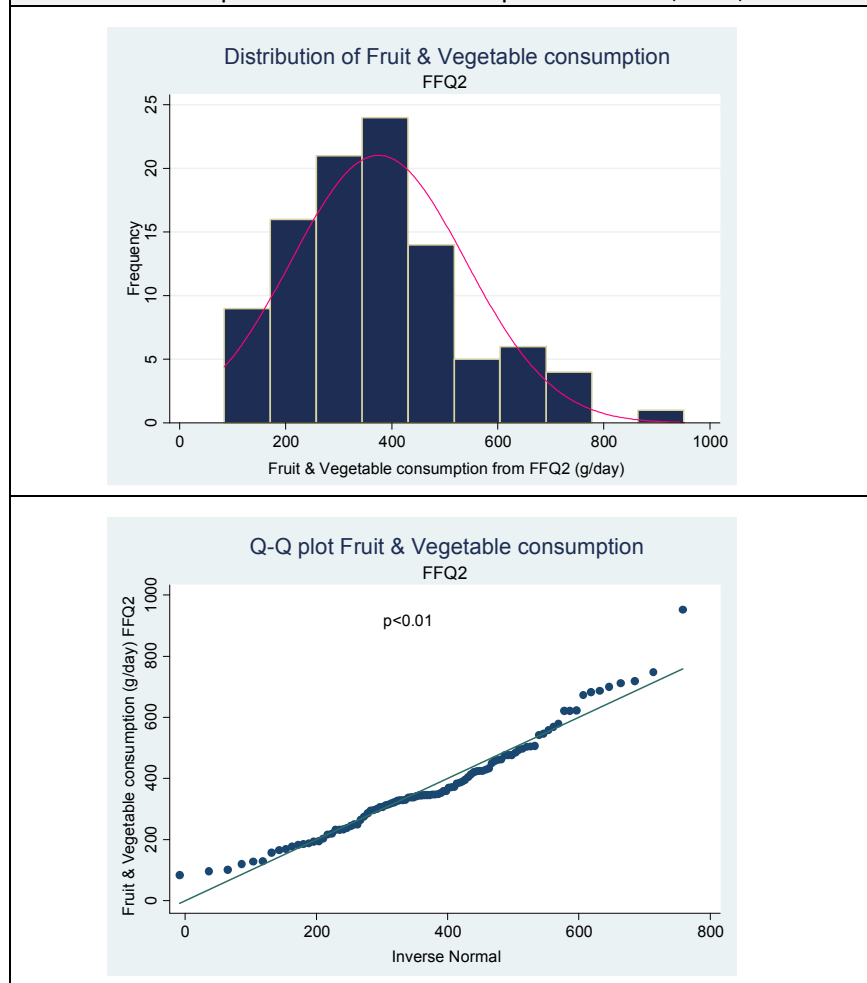 Distribution of Fruit & Vegetable consumption
FFQ2
25
20
15
10
5
0
Frequency
0 200 400 600 800 1000
Fruit & Vegetable consumption from FFQ2 (g/day)
Q-Q plot Fruit & Vegetable consumption
FFQ2
p<0.01
1000
800
600
400
200
0
Fruit & Vegetable consumption (g/day) FFQ2
0 200 400 600 800
Inverse Normal